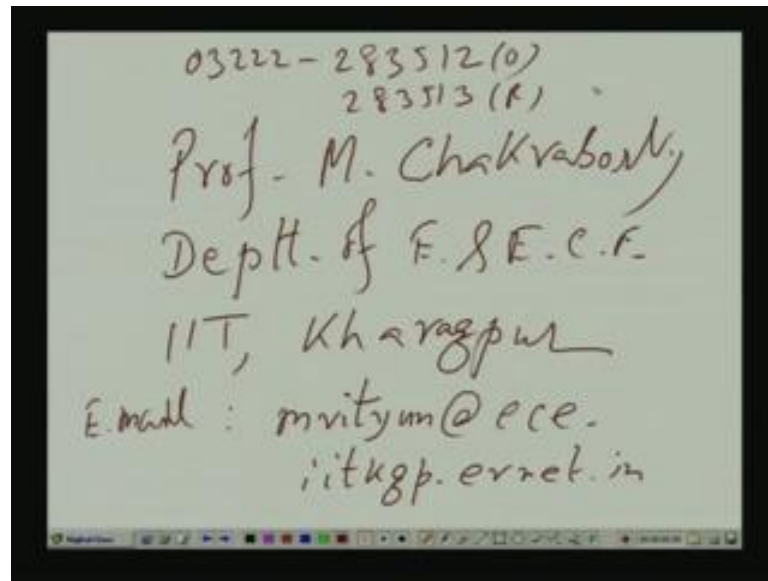 03222-283512(O)
283513(R)
Prof. M. Chakraborty
Deptt. of E. & E.C.E.
IIT, Kharagpur
E.mail : mrityun@ece.
iitkgp.ernet.in